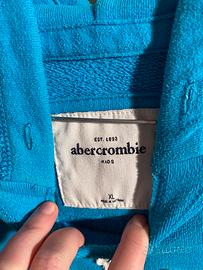 EST. 1892
abercrombie
KIDS
XL